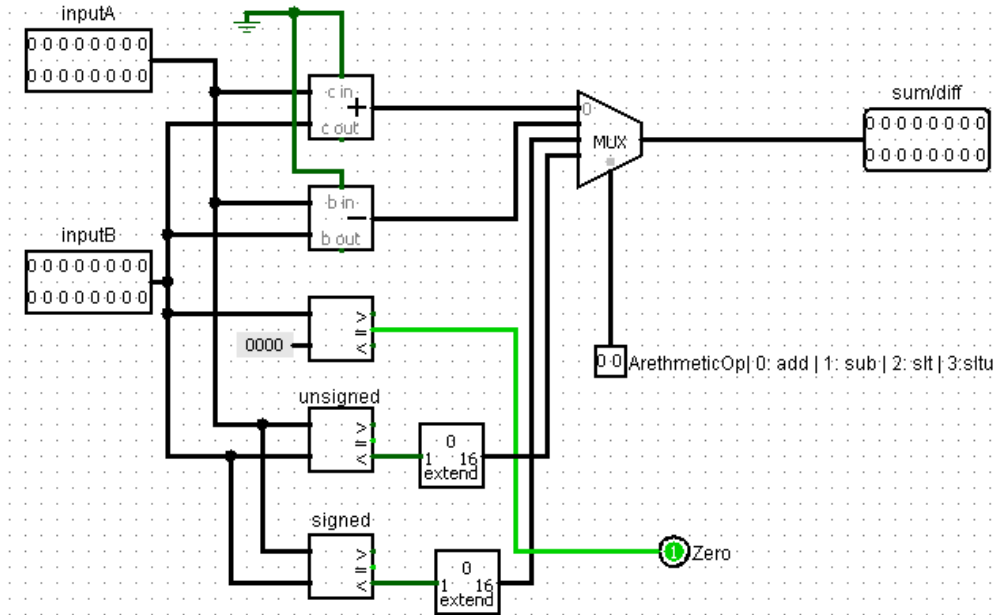 inputA
0 0 0 0 0 0 0 0
0 0 0 0 0 0 0 0
c in
+
c out
0
MUX
sum/diff
0 0 0 0 0 0 0 0
0 0 0 0 0 0 0 0
b in
−
b out
inputB
0 0 0 0 0 0 0 0
0 0 0 0 0 0 0 0
>
=
<
0000
0 0 ArethmeticOp| 0: add | 1: sub | 2: slt | 3:sltu
unsigned
>
=
<
0
1 16
extend
signed
>
=
<
0
1 16
extend
1 Zero